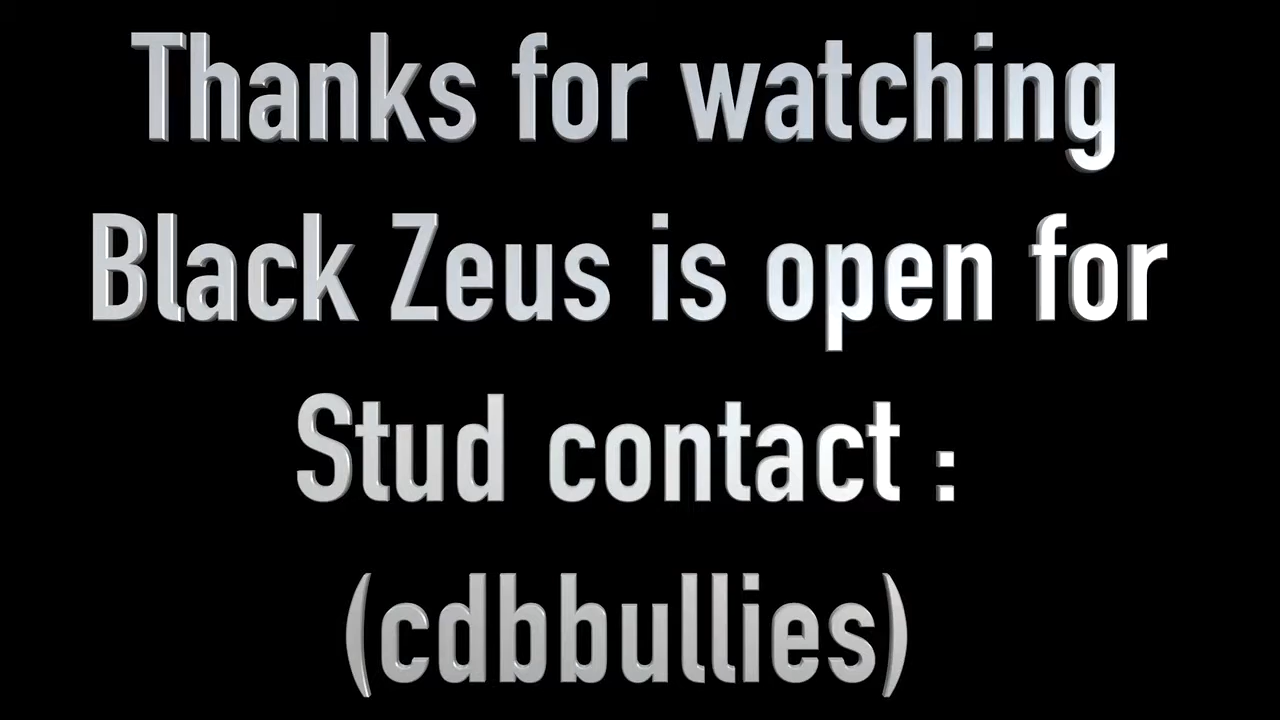 Thanks for watching
Black Zeus is open for
Stud contact :
(cdbbullies)